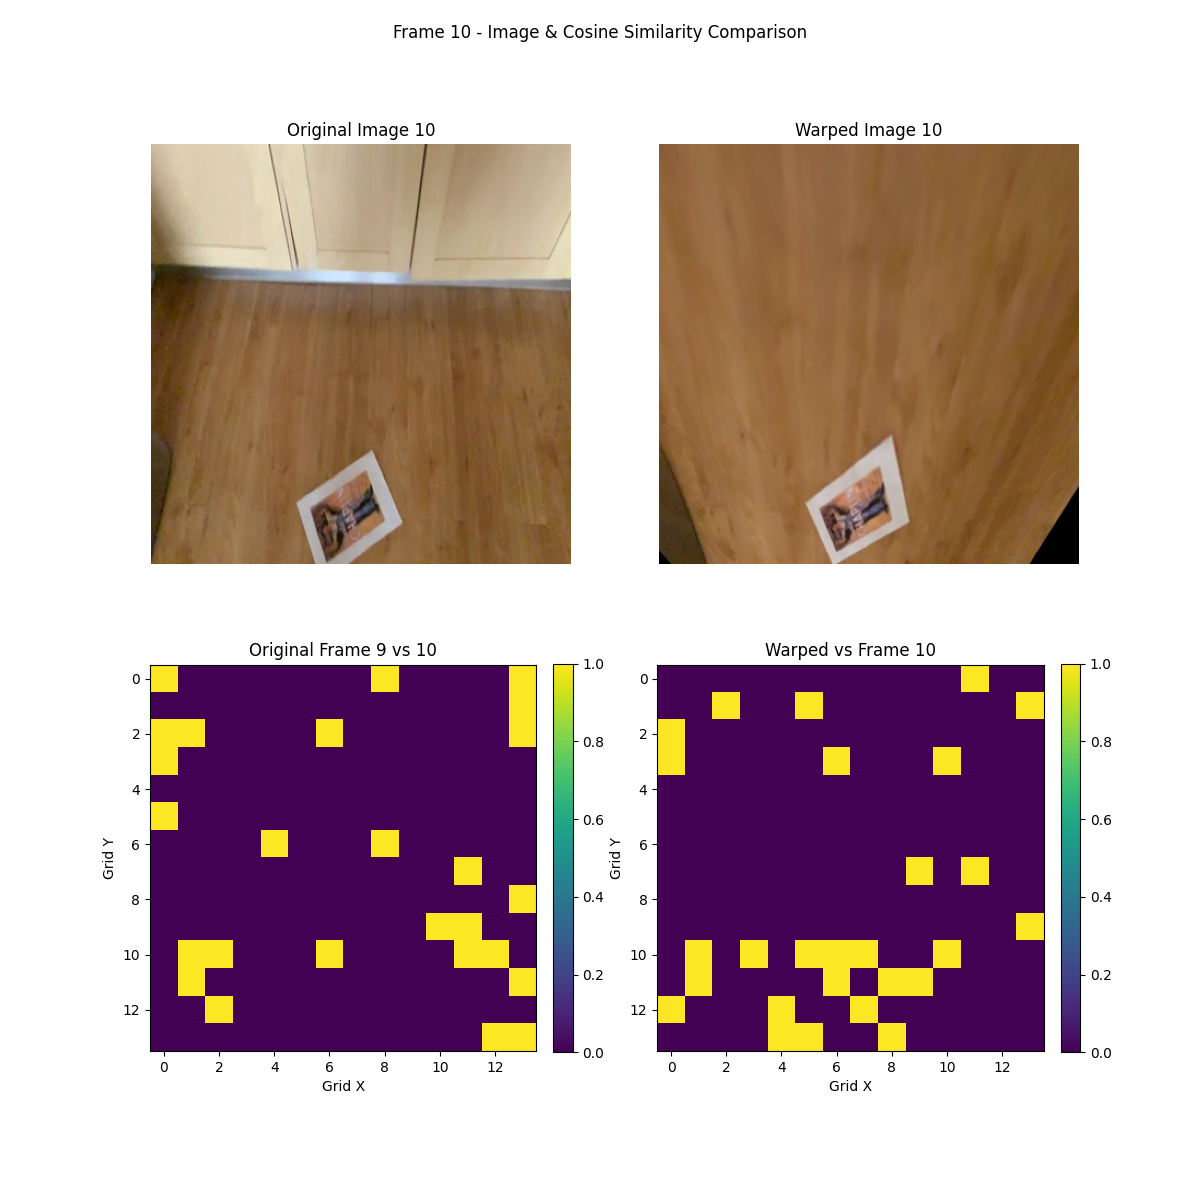 Frame 10 - Image & Cosine Similarity Comparison
Original Image 10
Warped Image 10
Original Frame 9 vs 10
0
2
4
6
8
10
12
Grid Y
0 2 4 6 8 10 12
Grid X
1.0
0.8
0.6
0.4
0.2
0.0
Warped vs Frame 10
0
2
4
6
8
10
12
Grid Y
0 2 4 6 8 10 12
Grid X
1.0
0.8
0.6
0.4
0.2
0.0